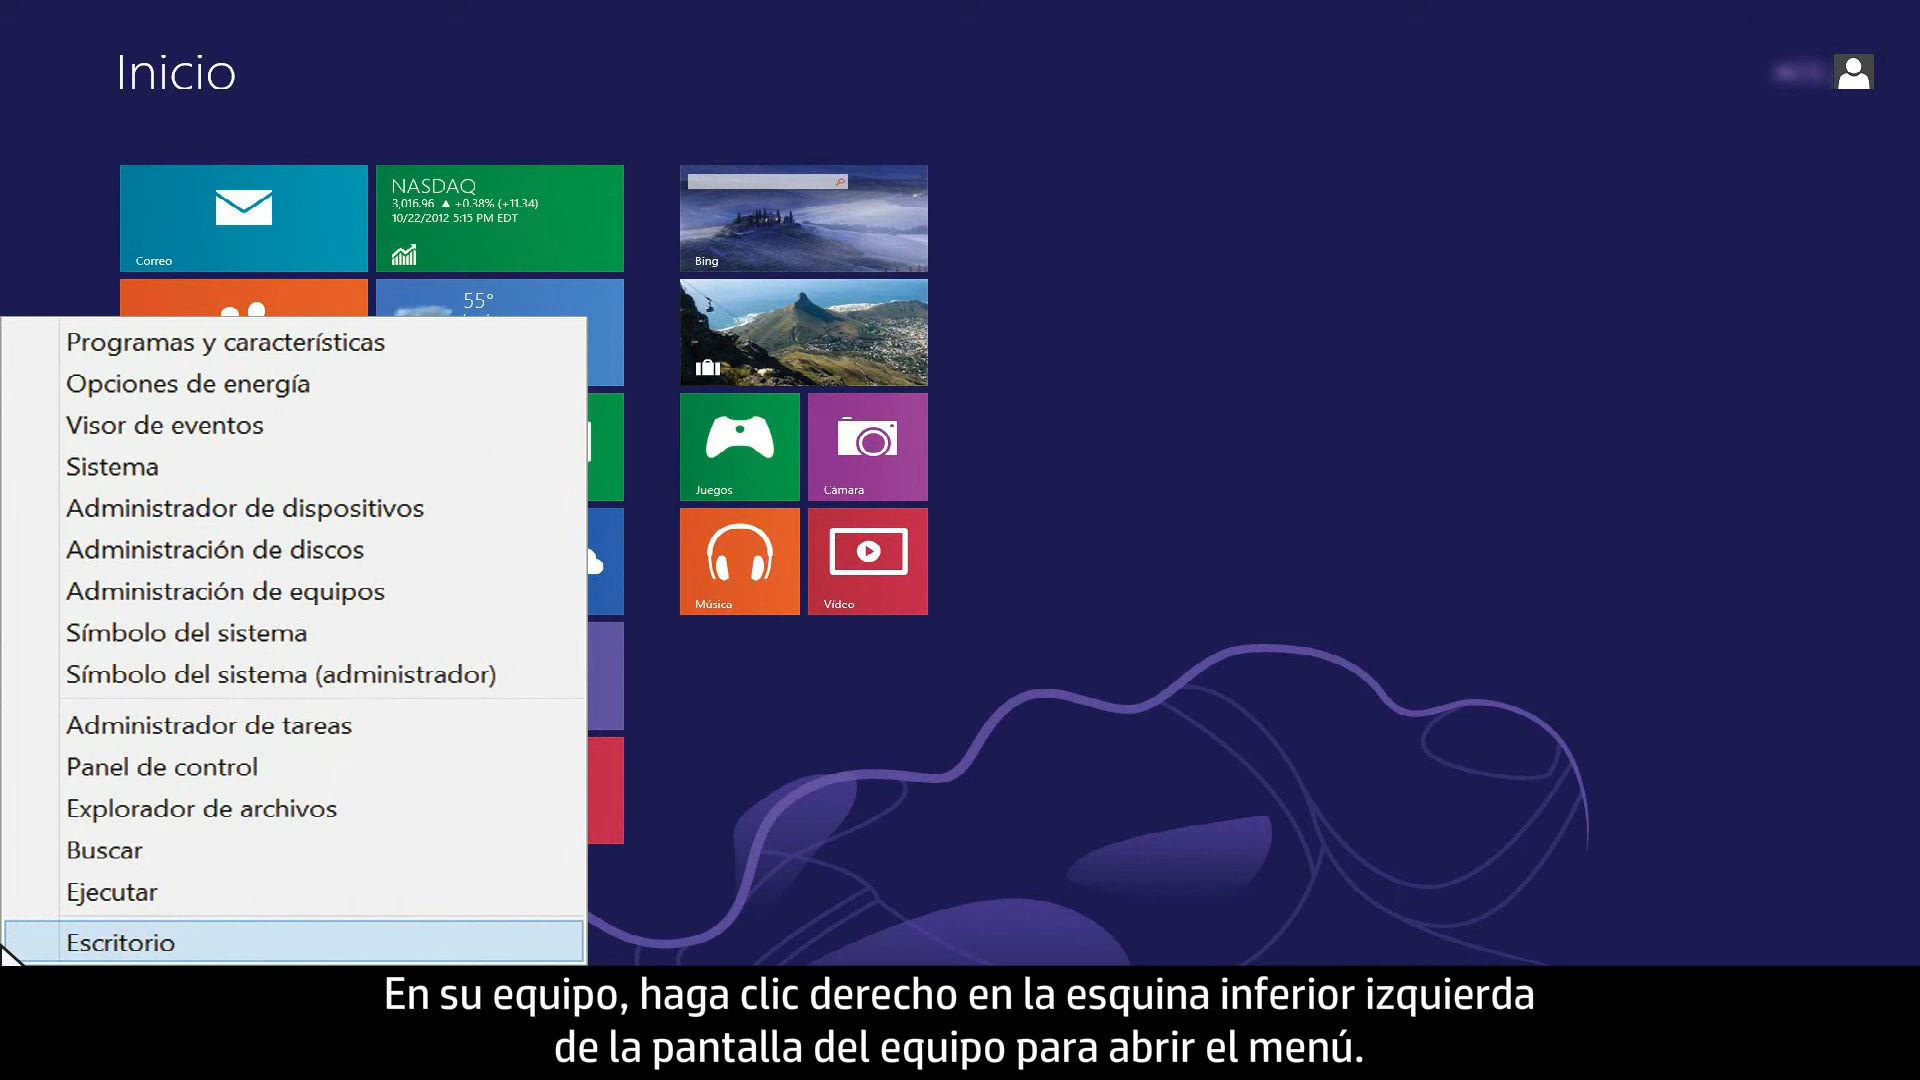 Inicio
Correo
NASDAQ
3,016.96 ▲ +0.38% (+11.34)
10/22/2012 5:15 PM EDT
55°
Bing
Juegos
Cámara
Música
Vídeo
Programas y características
Opciones de energía
Visor de eventos
Sistema
Administrador de dispositivos
Administración de discos
Administración de equipos
Símbolo del sistema
Símbolo del sistema (administrador)
Administrador de tareas
Panel de control
Explorador de archivos
Buscar
Ejecutar
Escritorio
En su equipo, haga clic derecho en la esquina inferior izquierda
de la pantalla del equipo para abrir el menú.